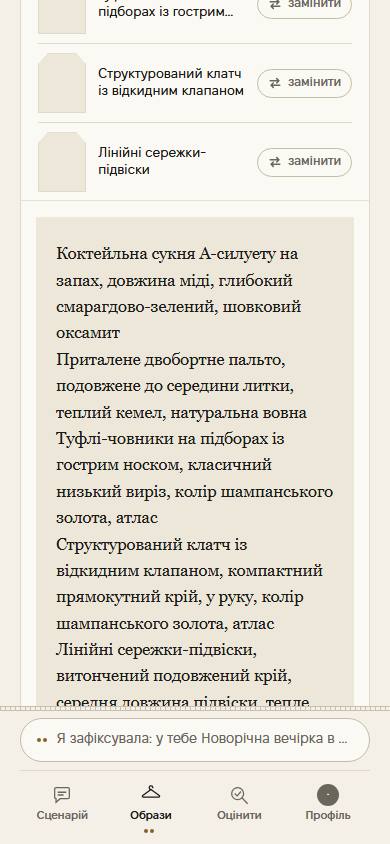 підборах із гострим...
замінити
Структурований клатч
із відкидним клапаном
замінити
Лінійні сережки-
підвіски
замінити
Коктейльна сукня А-силуету на
запах, довжина міді, глибокий
смарагдово-зелений, шовковий
оксамит
Приталене двобортне пальто,
подовжене до середини литки,
теплий кемел, натуральна вовна
Туфлі-човники на підборах із
гострим носком, класичний
низький виріз, колір шампанського
золота, атлас
Структурований клатч із
відкидним клапаном, компактний
прямокутний крій, у руку, колір
шампанського золота, атлас
Лінійні сережки-підвіски,
витончений подовжений крій,
середня довжина підвіски, тепле
Я зафіксувала: у тебе Новорічна вечірка в ...
Сценарій
Образи
Оцінити
Профіль